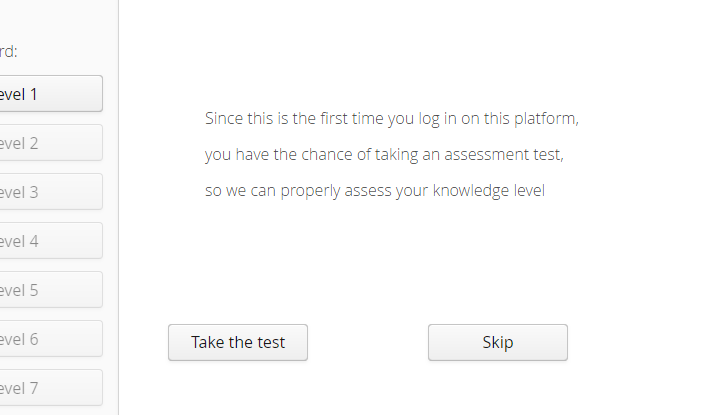 rd:
evel 1
evel 2
evel 3
evel 4
evel 5
evel 6
evel 7
Since this is the first time you log in on this platform,
you have the chance of taking an assessment test,
so we can properly assess your knowledge level
Take the test
Skip